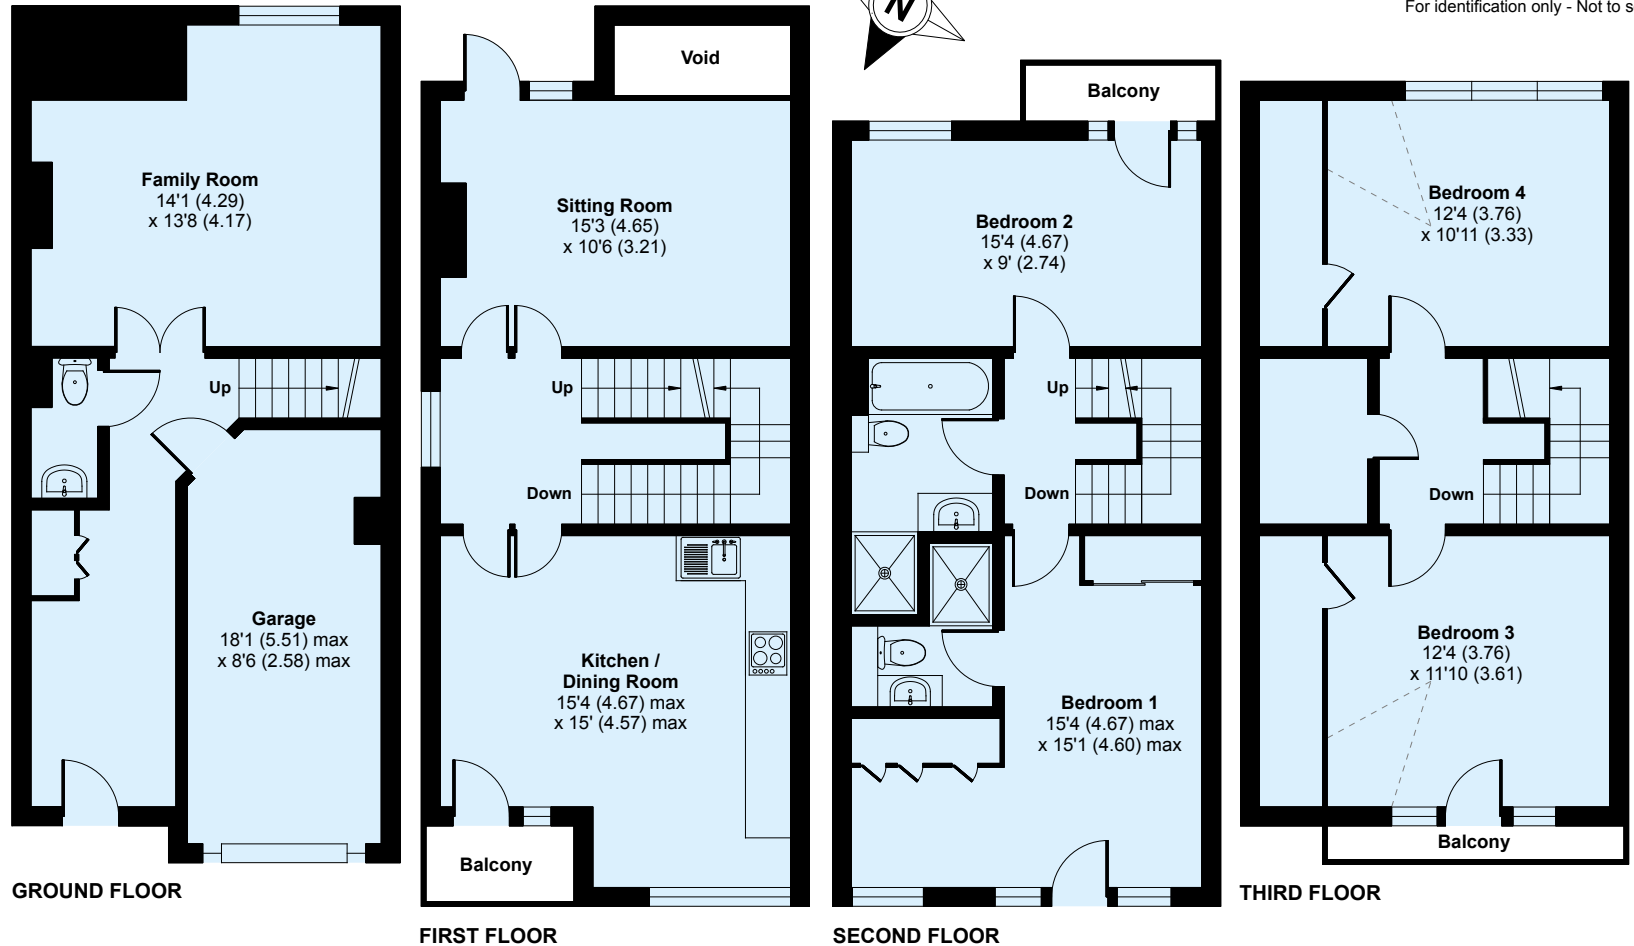 For identification only - Not to s
N
Void
Balcony
Family Room
14'1 (4.29)
x 13'8 (4.17)
Up
Garage
18'1 (5.51) max
x 8'6 (2.58) max
GROUND FLOOR
Sitting Room
15'3 (4.65)
x 10'6 (3.21)
Up
Down
Kitchen /
Dining Room
15'4 (4.67) max
x 15' (4.57) max
Balcony
FIRST FLOOR
Bedroom 2
15'4 (4.67)
x 9' (2.74)
Up
Down
Bedroom 1
15'4 (4.67) max
x 15'1 (4.60) max
SECOND FLOOR
Bedroom 4
12'4 (3.76)
x 10'11 (3.33)
Down
Bedroom 3
12'4 (3.76)
x 11'10 (3.61)
Balcony
THIRD FLOOR